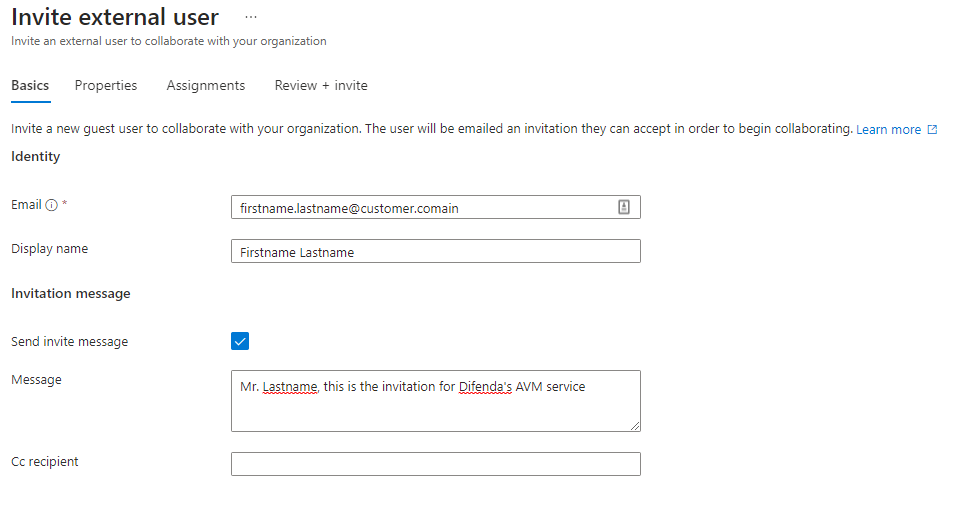 Invite external user ...
Invite an external user to collaborate with your organization
Basics Properties Assignments Review + invite
Invite a new guest user to collaborate with your organization. The user will be emailed an invitation they can accept in order to begin collaborating. Learn more
Identity
Email * firstname.lastname@customer.comain
Display name Firstname Lastname
Invitation message
Send invite message
Message Mr. Lastname, this is the invitation for Difenda's AVM service
Cc recipient